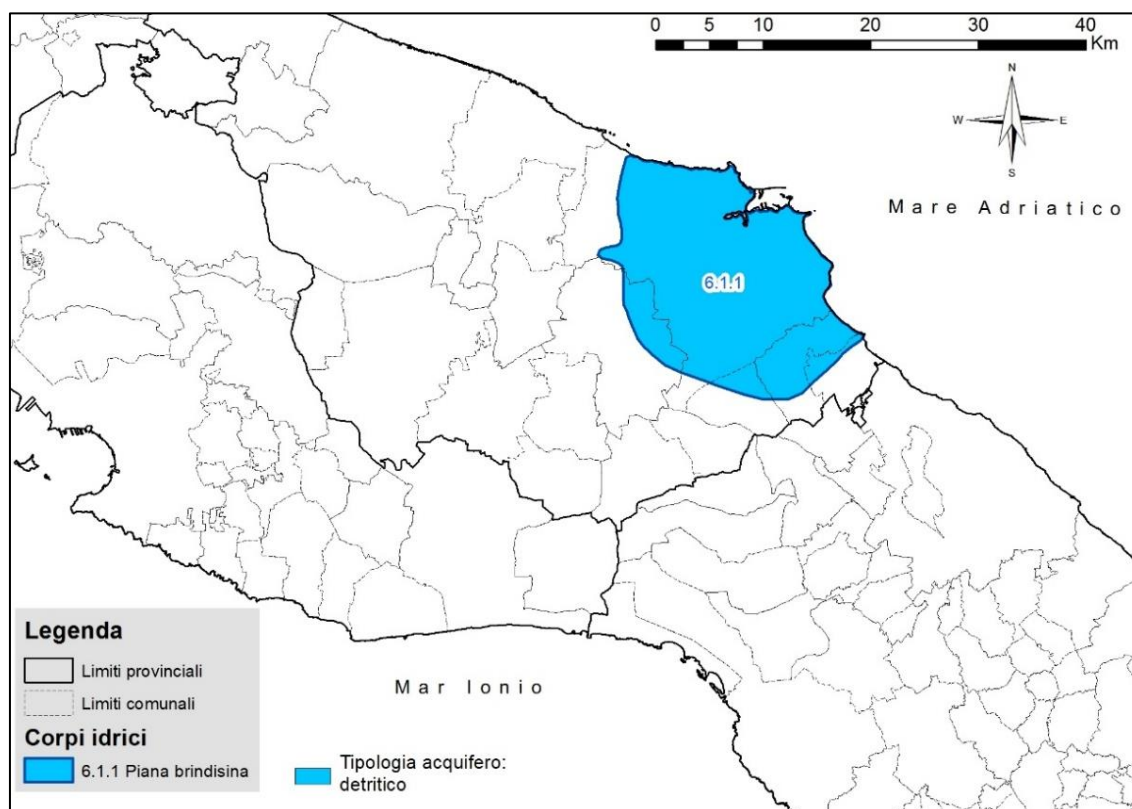 0 5 10 20 30 40
Km
N
W E
S
Mare Adriatico
6.1.1
Legenda
Limiti provinciali
Limiti comunali
Corpi idrici
6.1.1 Piana brindisina
Mar Ionio
Tipologia acquifero:
detritico